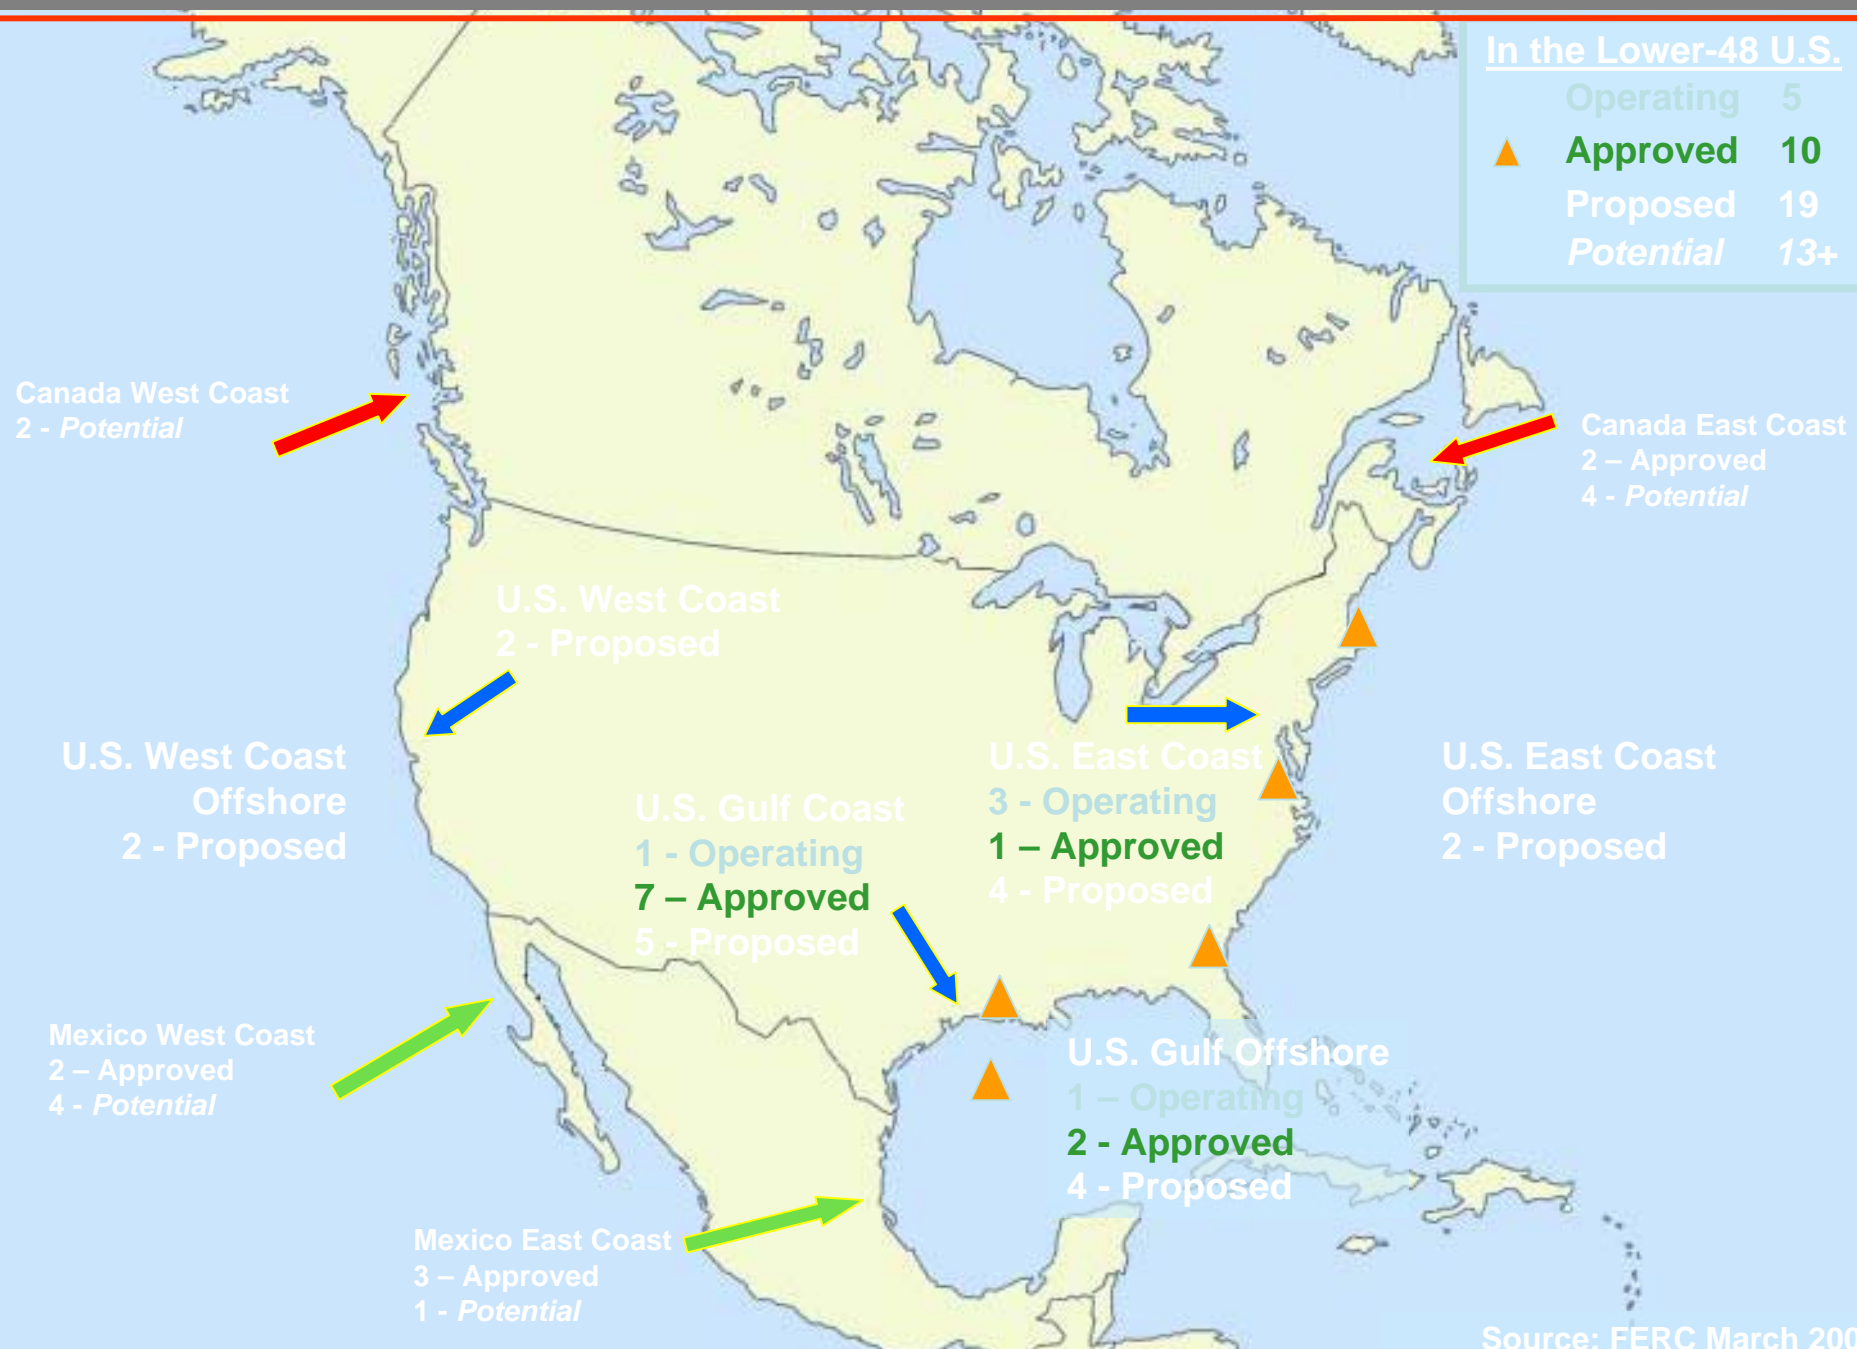 In the Lower-48 U.S.
Operating 5
Approved 10
Proposed 19
Potential 13+
Canada West Coast
2 - Potential
Canada East Coast
2 – Approved
4 - Potential
U.S. West Coast
2 - Proposed
U.S. West Coast
Offshore
2 - Proposed
U.S. Gulf Coast
1 - Operating
7 – Approved
5 - Proposed
U.S. East Coast
3 - Operating
1 – Approved
4 - Proposed
U.S. East Coast
Offshore
2 - Proposed
Mexico West Coast
2 – Approved
4 - Potential
U.S. Gulf Offshore
1 – Operating
2 - Approved
4 - Proposed
Mexico East Coast
3 – Approved
1 - Potential
Source: FERC March